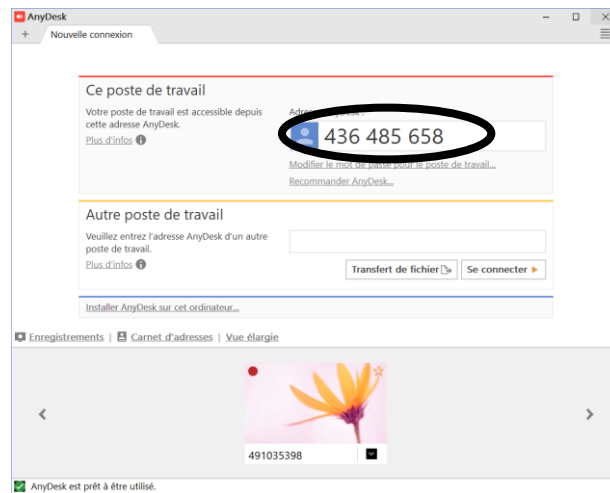 AnyDesk
+ Nouvelle connexion
Ce poste de travail
Votre poste de travail est accessible depuis
cette adresse AnyDesk.
Plus d'infos
436 485 658
Modifier le mot de passe pour le poste de travail...
Recommander AnyDesk...
Autre poste de travail
Veuillez entrez l'adresse AnyDesk d'un autre
poste de travail.
Plus d'infos
Transfert de fichier
Se connecter
Installer AnyDesk sur cet ordinateur...
Enregistrements | Carnet d'adresses | Vue élargie
491035398
AnyDesk est prêt à être utilisé.